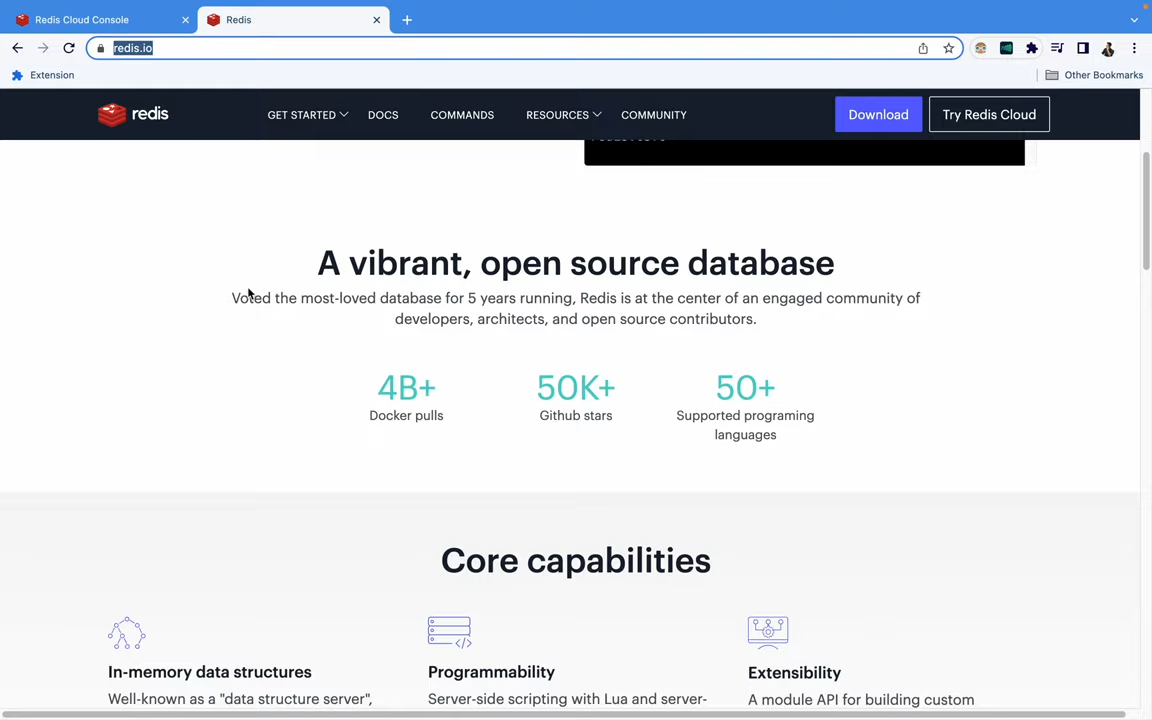 Redis Cloud Console
Redis
redis.io
Extension
Other Bookmarks
redis
GET STARTED
DOCS
COMMANDS
RESOURCES
COMMUNITY
Download
Try Redis Cloud
A vibrant, open source database
Voted the most-loved database for 5 years running, Redis is at the center of an engaged community of
developers, architects, and open source contributors.
4B+
50K+
50+
Docker pulls
Github stars
Supported programing
languages
Core capabilities
In-memory data structures
Programmability
Extensibility
Well-known as a "data structure server",
Server-side scripting with Lua and server-
A module API for building custom